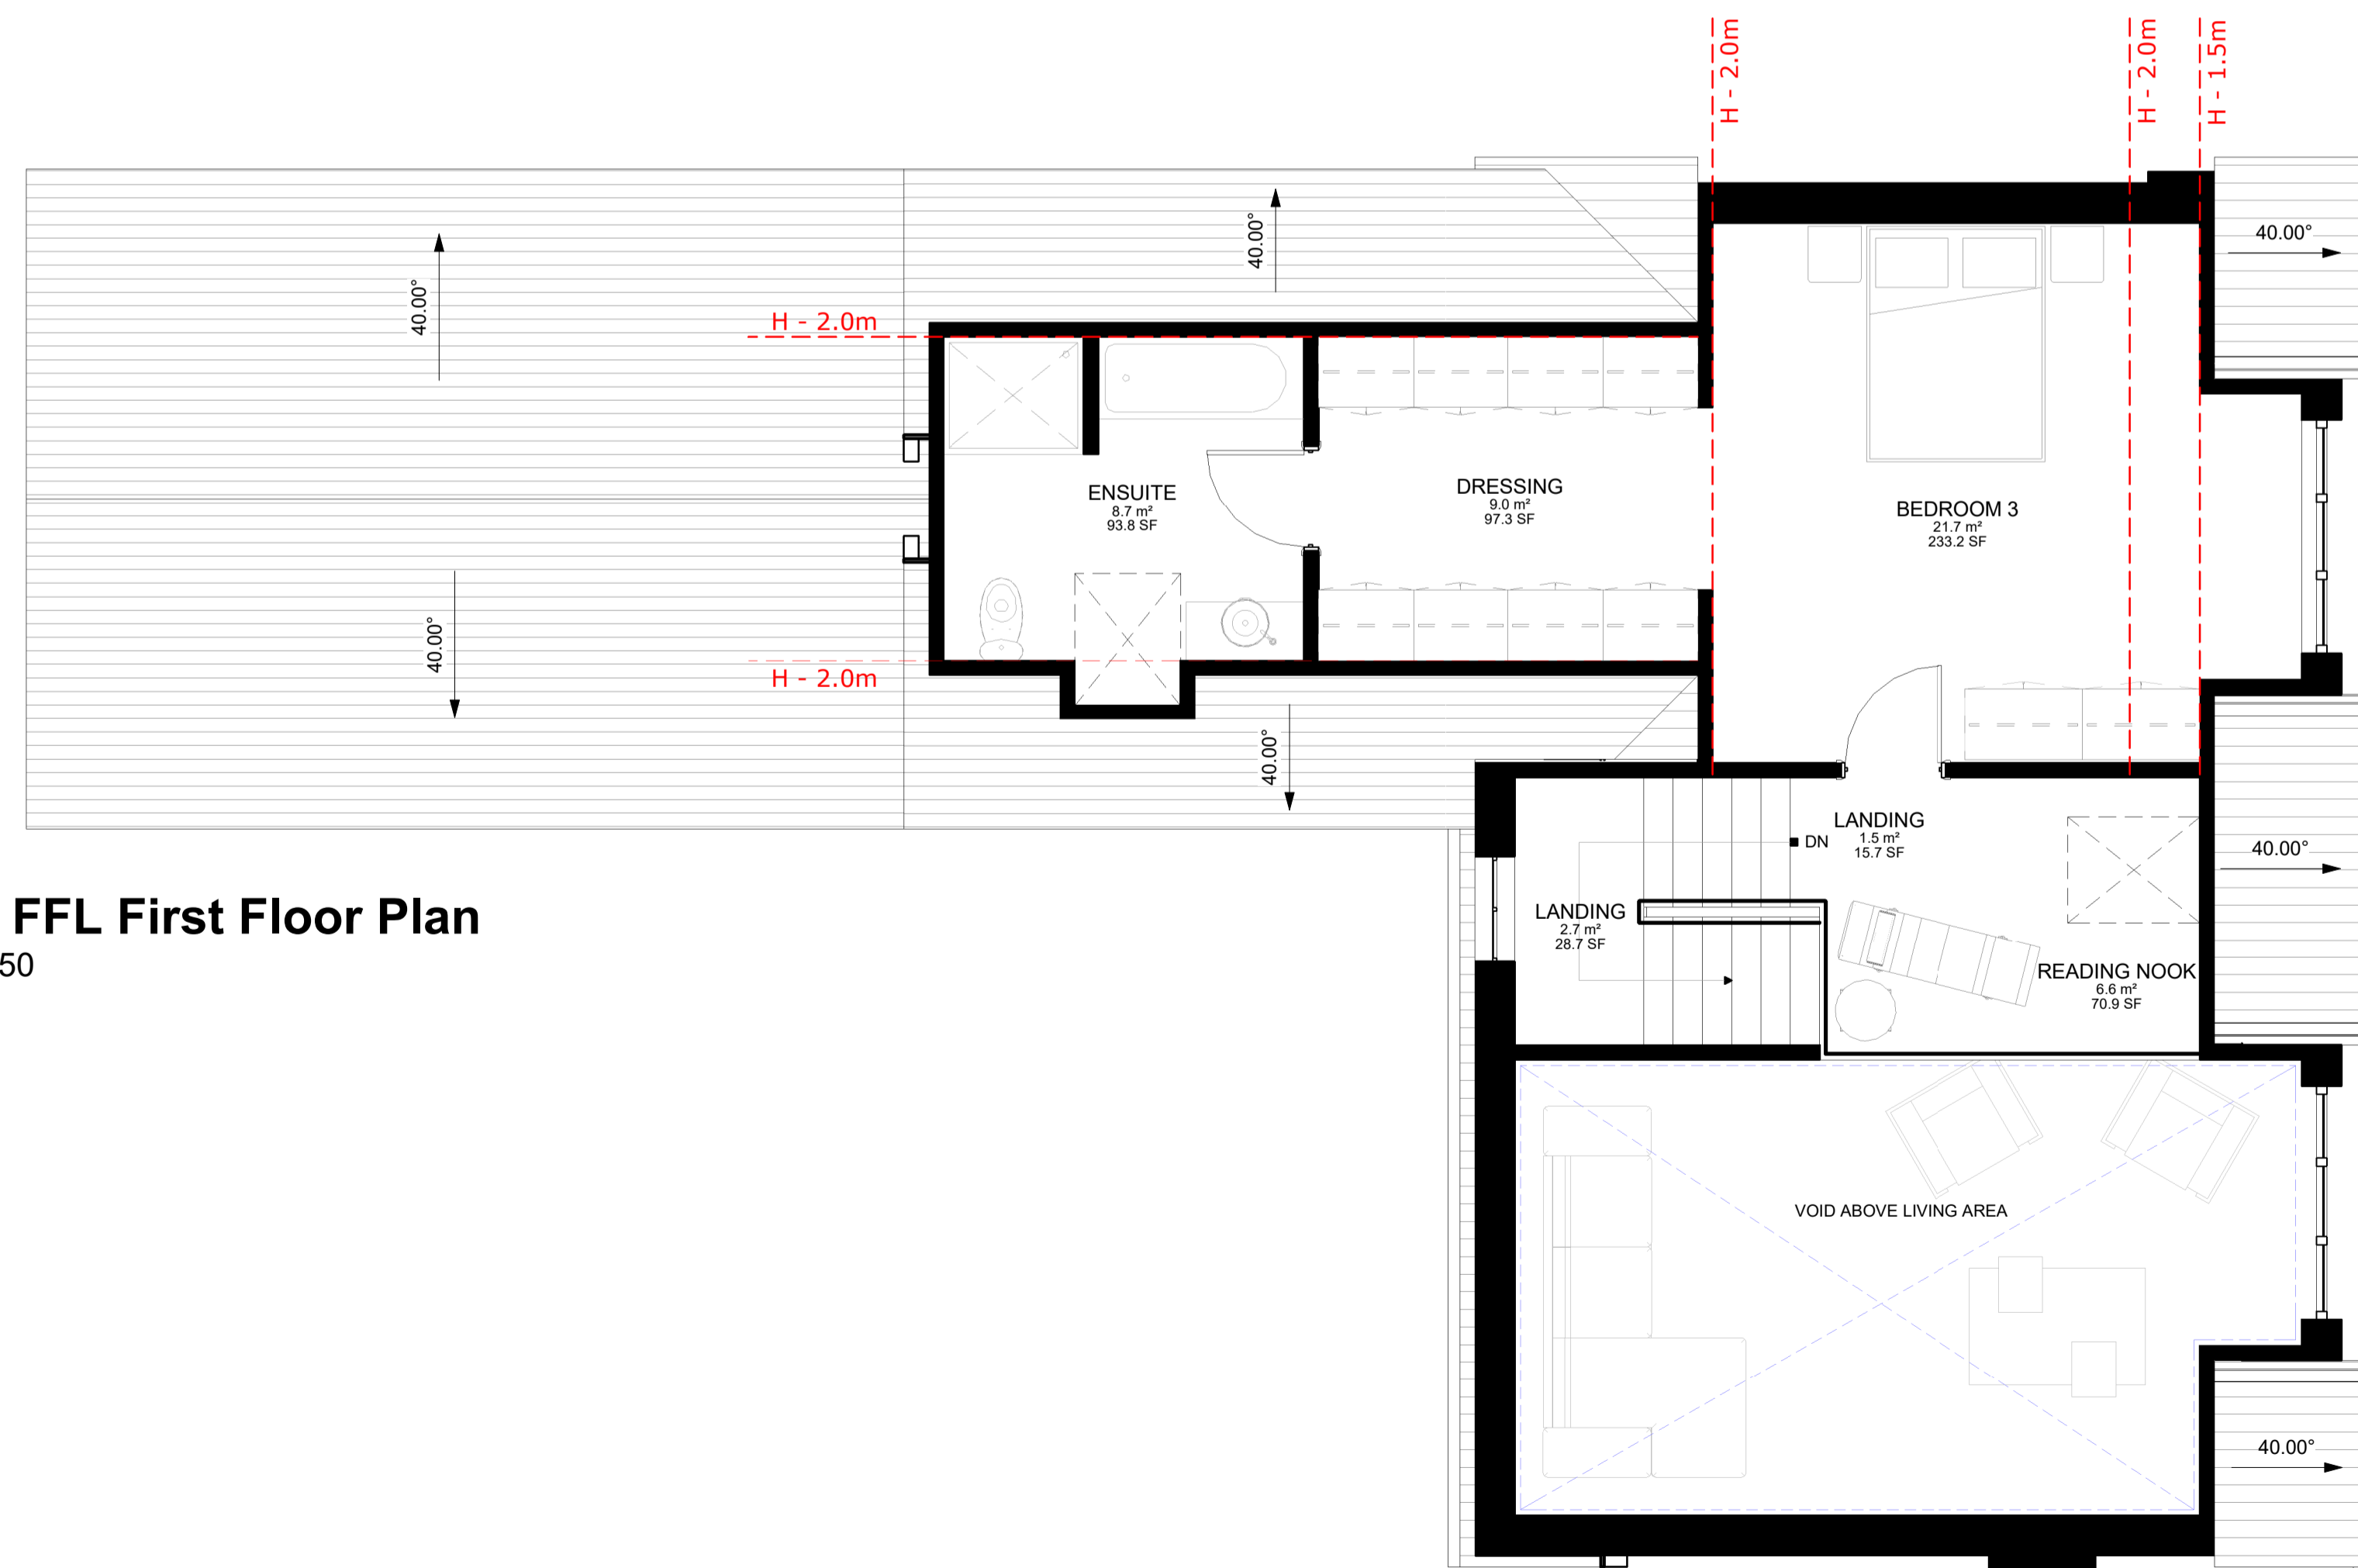 H - 2.0m
H - 2.0m
H - 1.5m
40.00°
40.00°
40.00°
H - 2.0m
ENSUITE
8.7 m²
93.8 SF
DRESSING
9.0 m²
97.3 SF
BEDROOM 3
21.7 m²
233.2 SF
40.00°
H - 2.0m
40.00°
LANDING
1.5 m²
15.7 SF
DN
40.00°
LANDING
2.7 m²
28.7 SF
READING NOOK
6.6 m²
70.9 SF
FFL First Floor Plan
50
VOID ABOVE LIVING AREA
40.00°